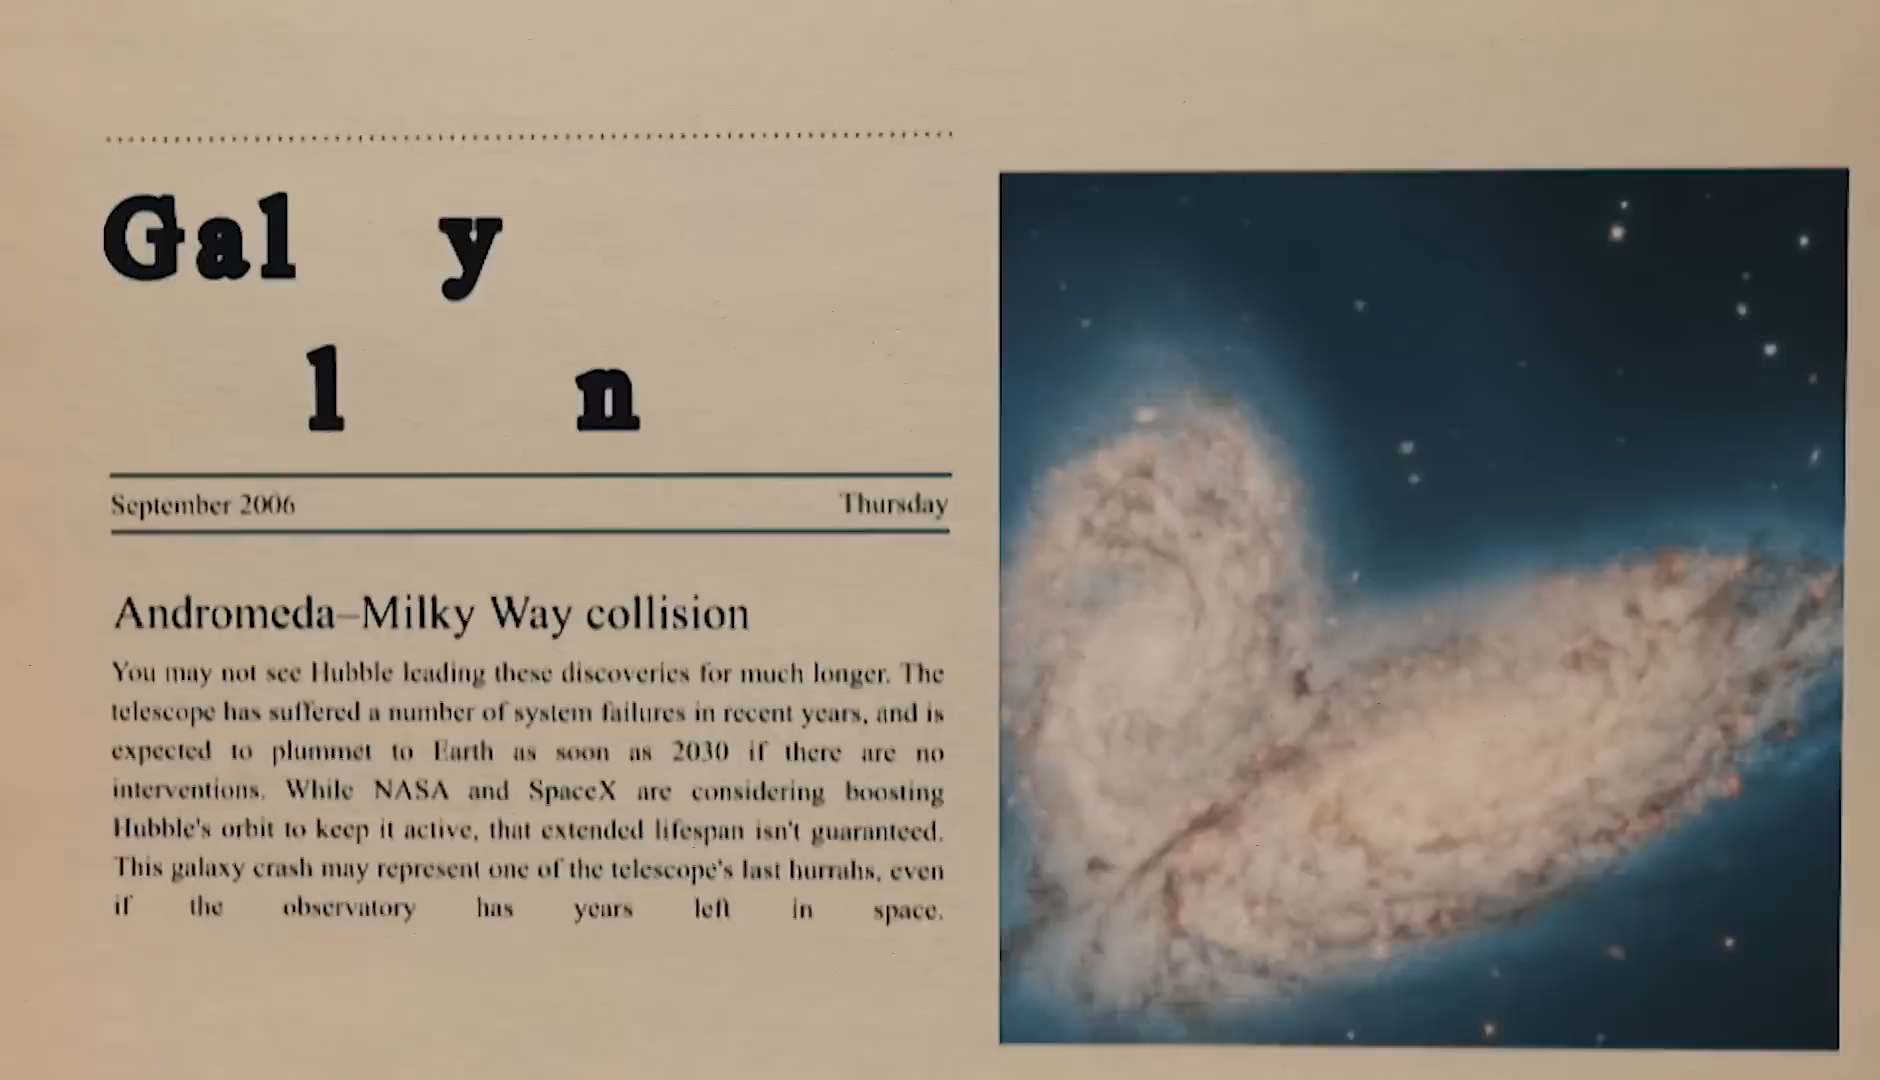 Gal y
l n
September 2006 Thursday
Andromeda–Milky Way collision
You may not see Hubble leading these discoveries for much longer. The
telescope has suffered a number of system failures in recent years, and is
expected to plummet to Earth as soon as 2030 if there are no
interventions. While NASA and SpaceX are considering boosting
Hubble's orbit to keep it active, that extended lifespan isn't guaranteed.
This galaxy crash may represent one of the telescope's last hurrahs, even
if the observatory has years left in space.